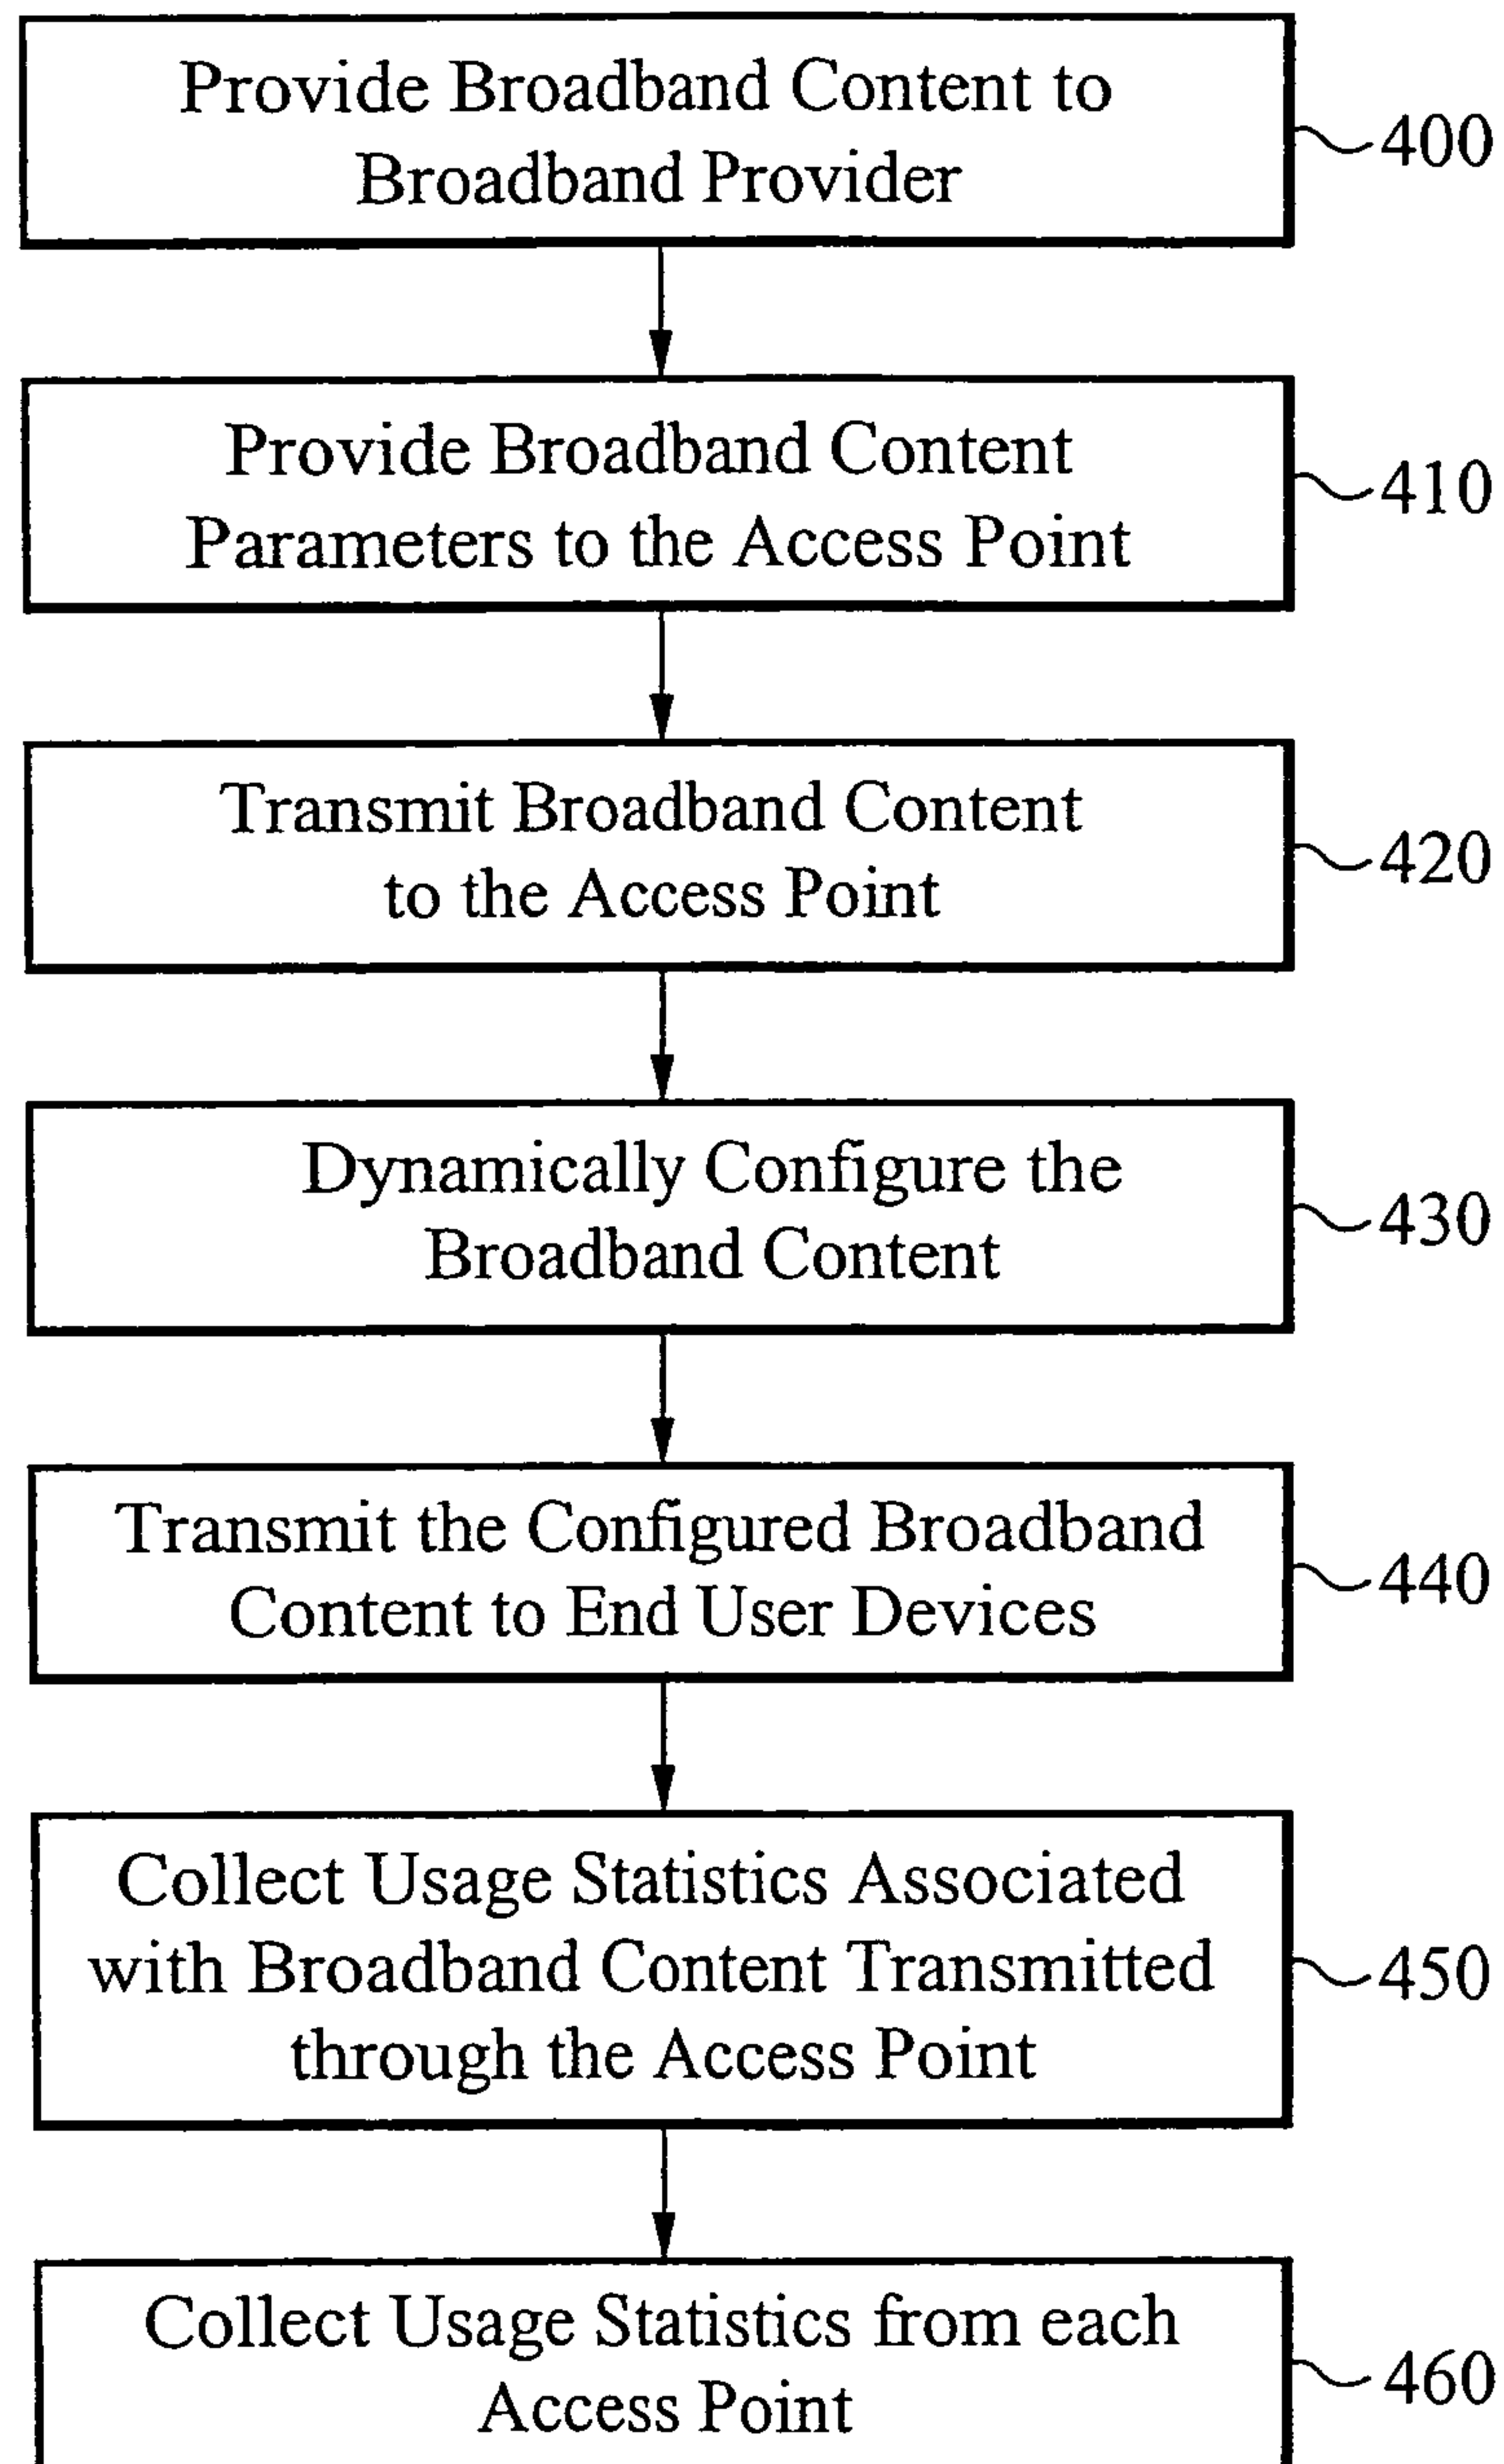 Provide Broadband Content to
Broadband Provider
400
Provide Broadband Content
Parameters to the Access Point
410
Transmit Broadband Content
to the Access Point
420
Dynamically Configure the
Broadband Content
430
Transmit the Configured Broadband
Content to End User Devices
440
Collect Usage Statistics Associated
with Broadband Content Transmitted
through the Access Point
450
Collect Usage Statistics from each
Access Point
460